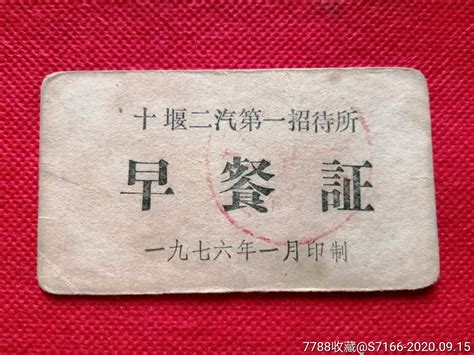 十堰二汽第一招待所
早餐証
一九七六年一月印制
7788收藏@S7166-2020.09.15